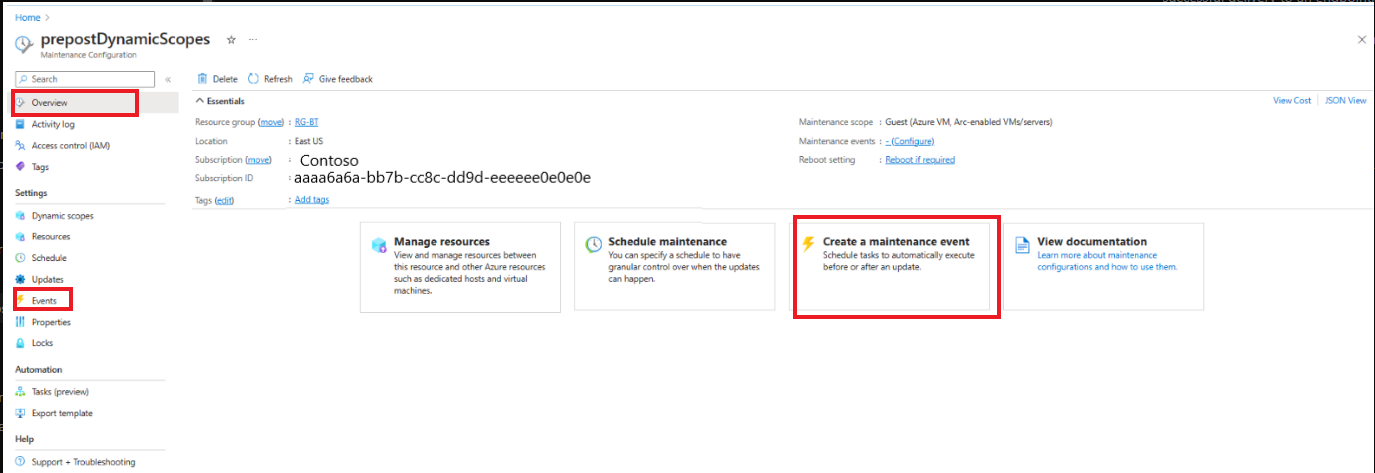 Home >
prepostDynamicScopes
Maintenance Configuration
Search
Overview
Activity log
Access control (IAM)
Tags
Settings
Dynamic scopes
Resources
Schedule
Updates
Events
Properties
Locks
Automation
Tasks (preview)
Export template
Help
Support + Troubleshooting
Delete Refresh Give feedback
Essentials
View Cost JSON View
Resource group (move) : RG-BT
Location : East US
Subscription (move) : Contoso
Subscription ID : aaaa6a6a-bb7b-cc8c-dd9d-eeeeee0e0e0e
Tags (edit) : Add tags
Maintenance scope : Guest (Azure VM, Arc-enabled VMs/servers)
Maintenance events : - (Configure)
Reboot setting : Reboot if required
Manage resources
View and manage resources between
this resource and other Azure resources
such as dedicated hosts and virtual
machines.
Schedule maintenance
You can specify a schedule to have
granular control over when the updates
can happen.
Create a maintenance event
Schedule tasks to automatically execute
before or after an update.
View documentation
Learn more about maintenance
configurations and how to use them.